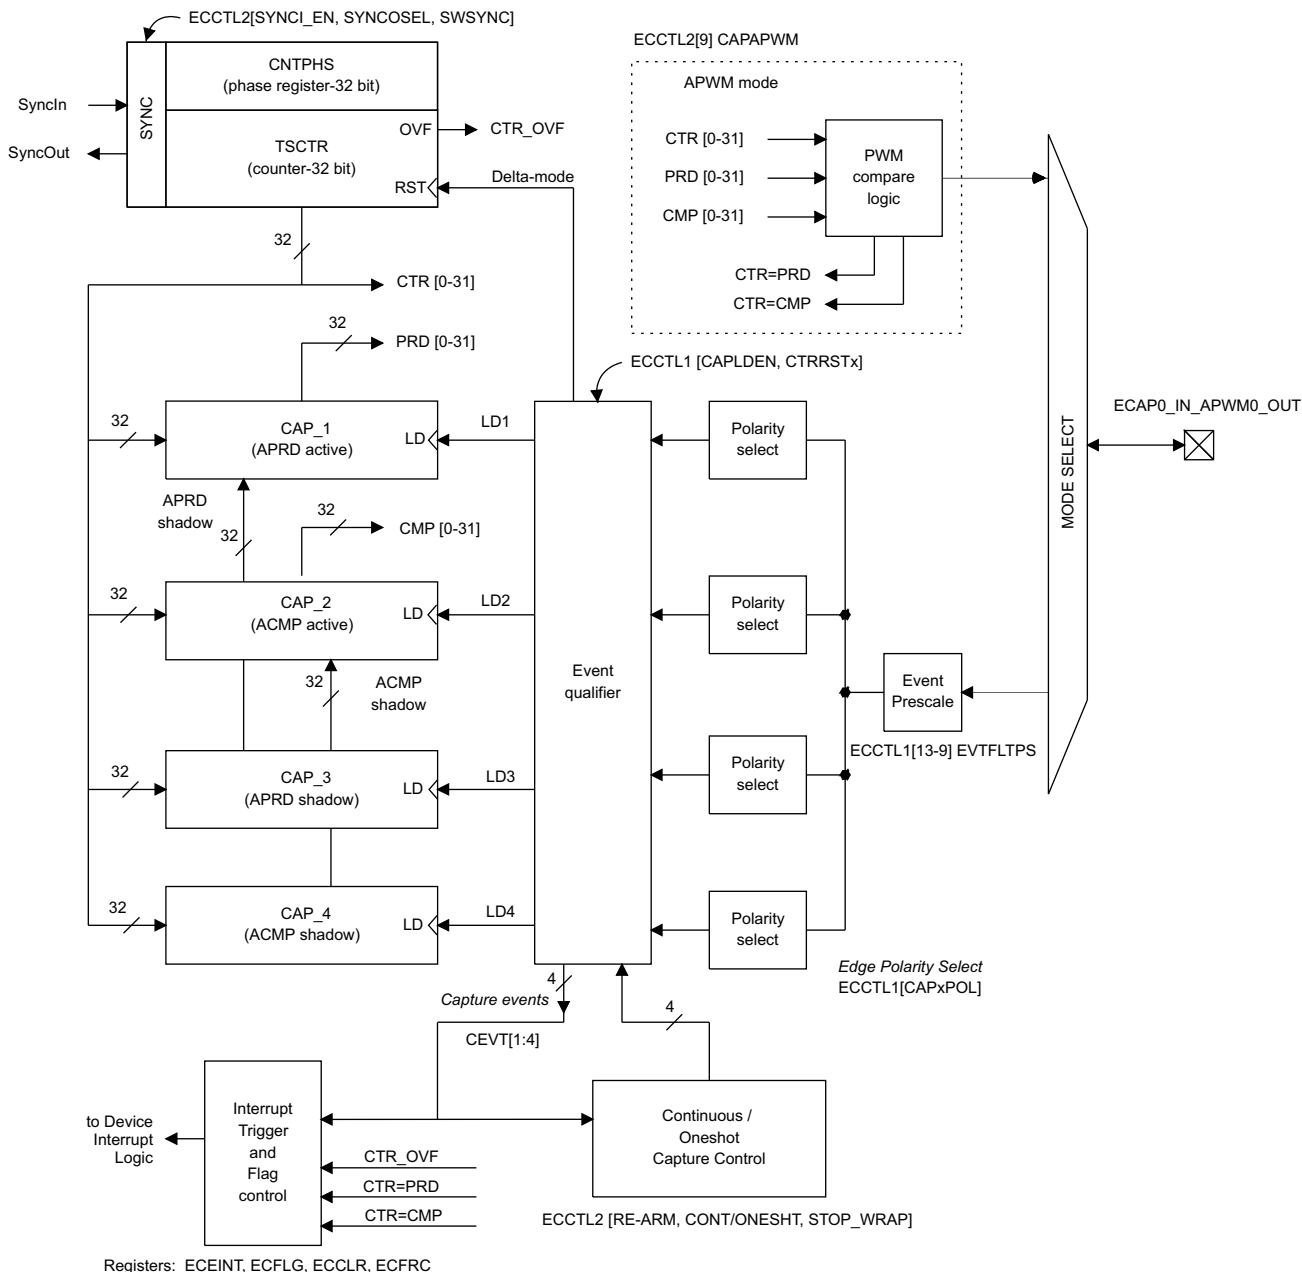 ECCTL2[SYNCI_EN, SYNCOSEL, SWSYNC]
SYNC
CNTPHS
(phase register-32 bit)
SyncIn
SyncOut
OVF
CTR_OVF
TSCTR
(counter-32 bit)
RST
Delta-mode
32
CTR [0-31]
32
PRD [0-31]
ECCTL2[9] CAPAPWM
APWM mode
CTR [0-31]
PRD [0-31]
CMP [0-31]
PWM
compare
logic
CTR=PRD
CTR=CMP
ECCTL1 [CAPLDEN, CTRRSTx]
MODE SELECT
ECAP0_IN_APWM0_OUT
32
CAP_1
(APRD active)
LD
LD1
Polarity
select
APRD
shadow
32
32
CMP [0-31]
32
CAP_2
(ACMP active)
LD
LD2
Polarity
select
32
ACMP
shadow
Event
qualifier
Event
Prescale
ECCTL1[13-9] EVTFLTPS
32
CAP_3
(APRD shadow)
LD
LD3
Polarity
select
32
CAP_4
(ACMP shadow)
LD
LD4
Polarity
select
Edge Polarity Select
ECCTL1[CAPxPOL]
4
Capture events
CEVT[1:4]
4
to Device
Interrupt
Logic
Interrupt
Trigger
and
Flag
control
CTR_OVF
CTR=PRD
CTR=CMP
Continuous /
Oneshot
Capture Control
ECCTL2 [RE-ARM, CONT/ONESHT, STOP_WRAP]
Registers: ECEINT, ECFLG, ECCLR, ECFRC